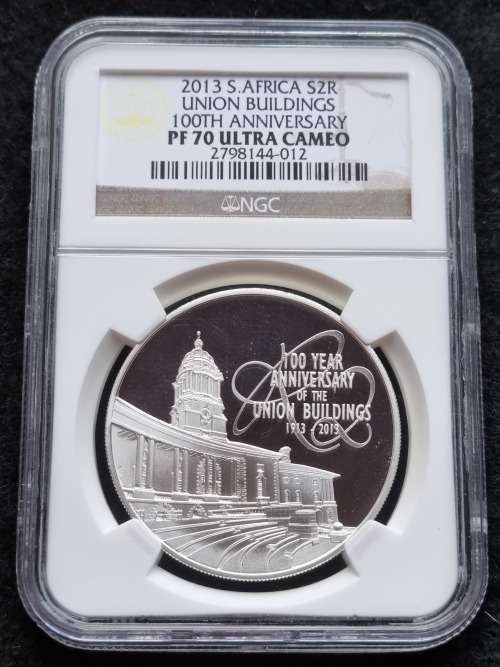 2013 S.AFRICA S2R
UNION BUILDINGS
100TH ANNIVERSARY
PF 70 ULTRA CAMEO
2798144-012
NGC
100 YEAR
ANNIVERSARY
OF THE
UNION BUILDINGS
1913 - 2013